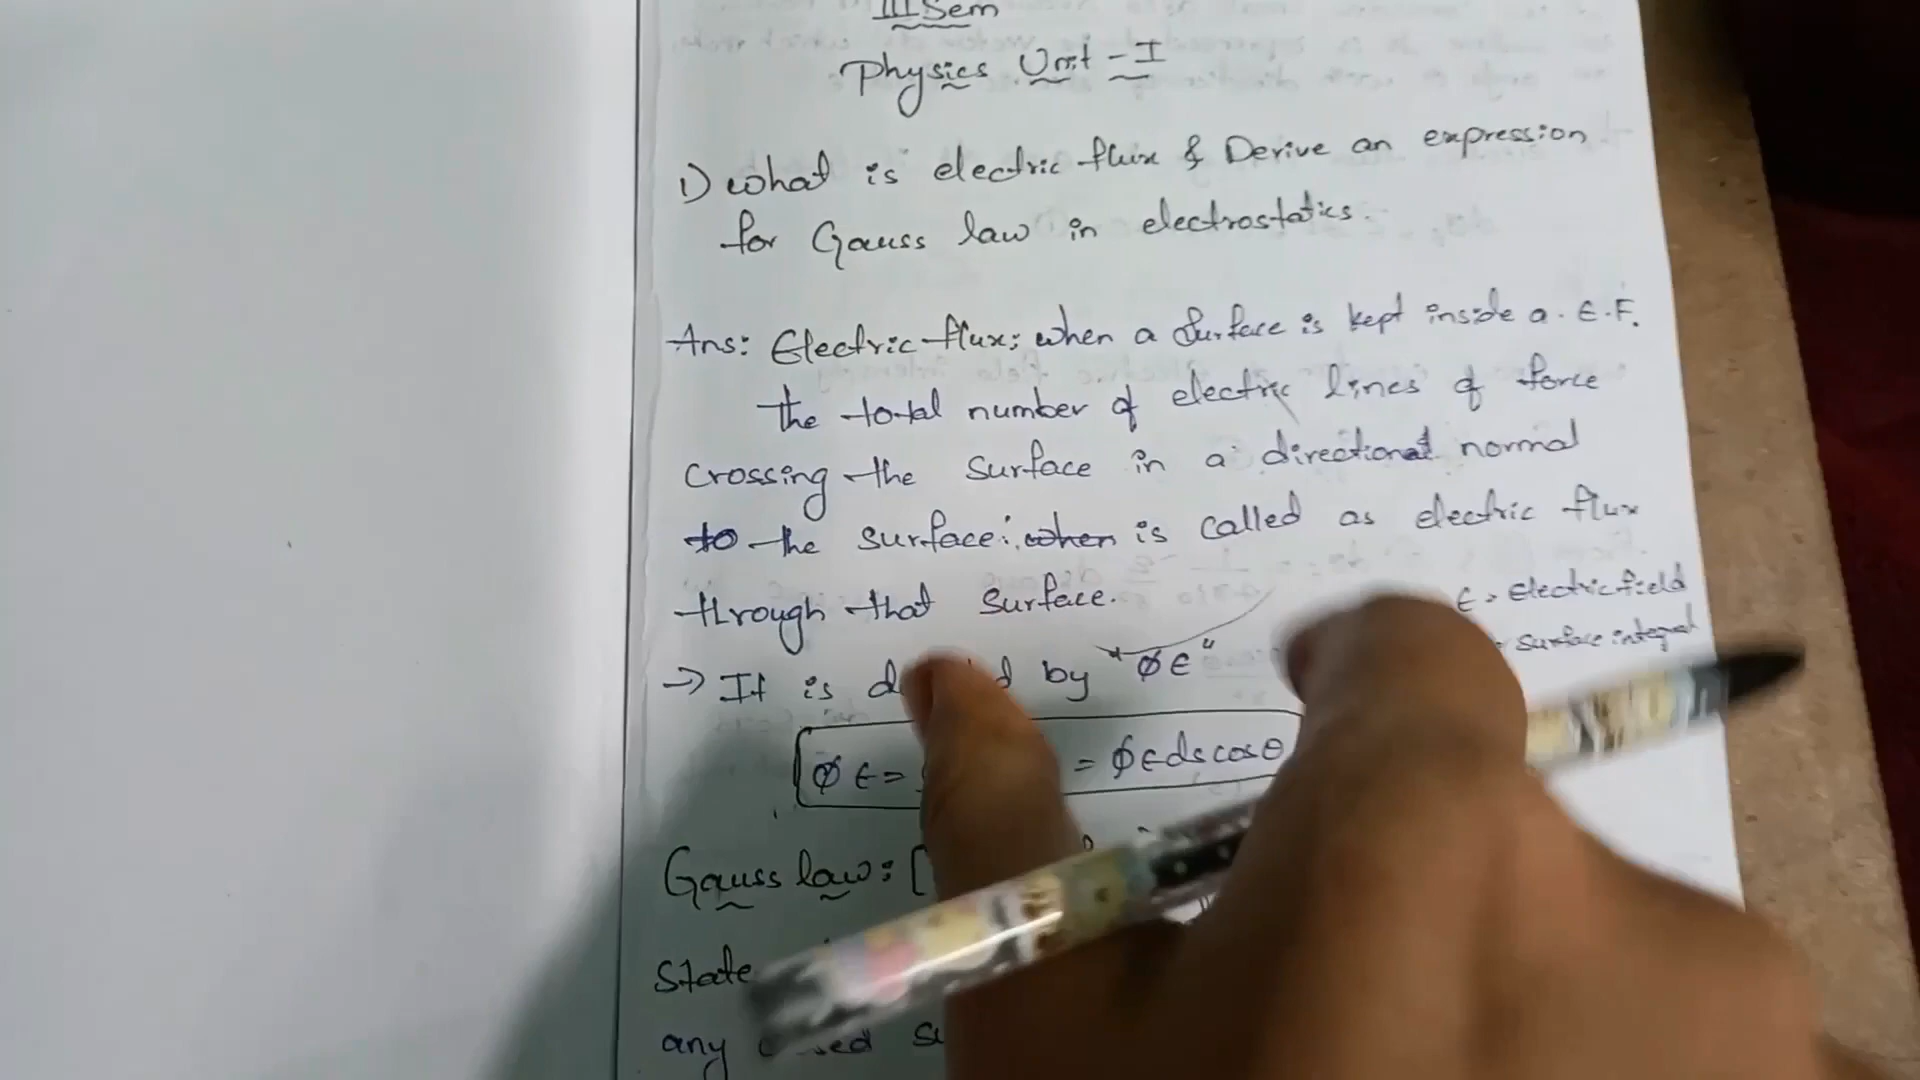 III Sem
Physics Unit - I
1) what is electric flux & Derive an expression
for Gauss law in electrostatics.
Ans: Electric flux: when a surface is kept inside a. E.F.
the total number of electric lines of force
crossing the surface in a directional normal
to the surface is called as electric flux
through that surface.
E = Electric field
= surface integral
→ It is by "ϕE"
ϕE = = ∮Edscosθ
Gauss law: [
State
any su